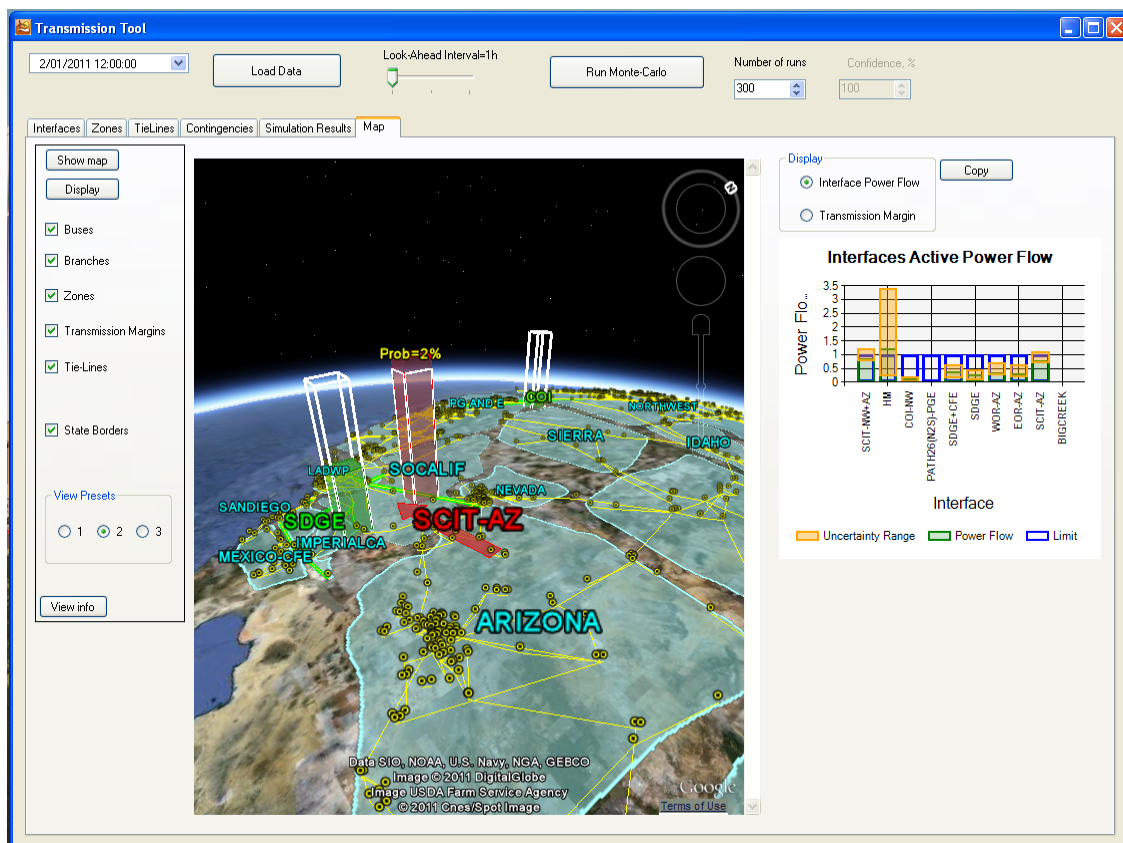 Transmission Tool
2/01/2011 12:00:00
Load Data
Look-Ahead Interval=1h
Run Monte-Carlo
Number of runs
300
Confidence, %
100
Interfaces
Zones
TieLines
Contingencies
Simulation Results
Map
Show map
Display
Buses
Branches
Zones
Transmission Margins
Tie-Lines
State Borders
View Presets
1
2
3
View info
N
Prob=2%
PG AND E
COI
NORTHWEST
SIERRA
IDAHO
LADWP
SOCALIF
NEVADA
SANDIEGO
SDGE
SCIT-AZ
IMPERIALCA
MEXICO-CFE
ARIZONA
Data SIO, NOAA, U.S. Navy, NGA, GEBCO
Image © 2011 DigitalGlobe
Image USDA Farm Service Agency
© 2011 Cnes/Spot Image
Google
Terms of Use
Display
Interface Power Flow
Transmission Margin
Copy
Interfaces Active Power Flow
Power Flo...
3.5
3
2.5
2
1.5
1
0.5
0
SCIT-NW+AZ
HM
COI-NW
PATH26(N2S)-PGE
SDGE+CFE
SDGE
WOR-AZ
EOR-AZ
SCIT-AZ
BIGCREEK
Interface
Uncertainty Range
Power Flow
Limit